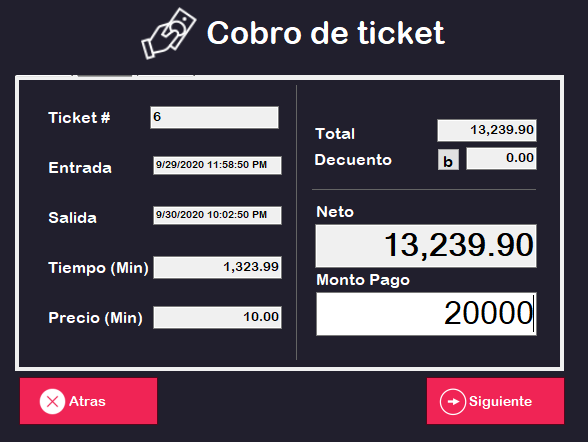 Cobro de ticket
Ticket # 6
Entrada 9/29/2020 11:58:50 PM
Salida 9/30/2020 10:02:50 PM
Tiempo (Min) 1,323.99
Precio (Min) 10.00
Total 13,239.90
Decuento b 0.00
Neto
13,239.90
Monto Pago
20000
Atras
Siguiente